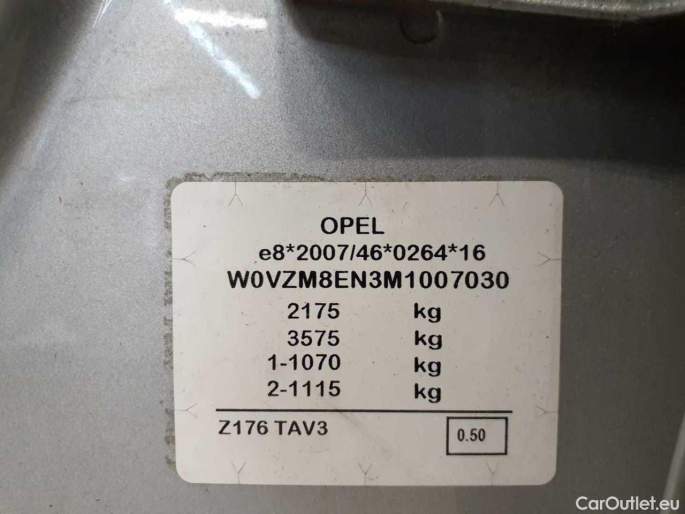 OPEL
e8*2007/46*0264*16
W0VZM8EN3M1007030
2175 kg
3575 kg
1-1070 kg
2-1115 kg
Z176 TAV3 0.50
CarOutlet.eu